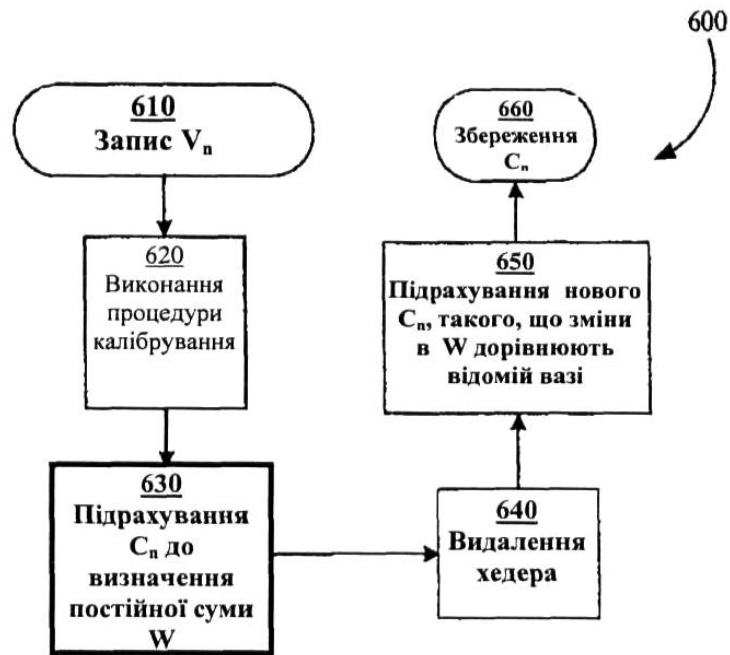 600
610
Запис Vn
620
Виконання
процедури
калібрування
630
Підрахування
Cn до
визначення
постійної суми
W
640
Видалення
хедера
650
Підрахування нового
Cn, такого, що зміни
в W дорівнюють
відомій вазі
660
Збереження
Cn